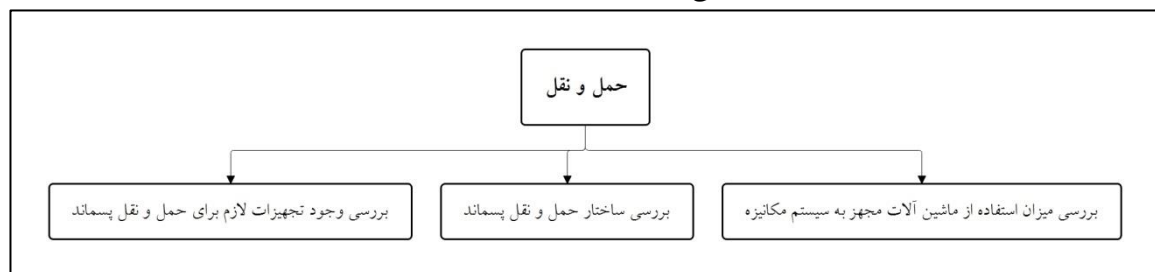 حمل و نقل
بررسی میزان استفاده از ماشین آلات مجهز به سیستم مکانیزه
بررسی ساختار حمل و نقل پسماند
بررسی وجود تجهیزات لازم برای حمل و نقل پسماند